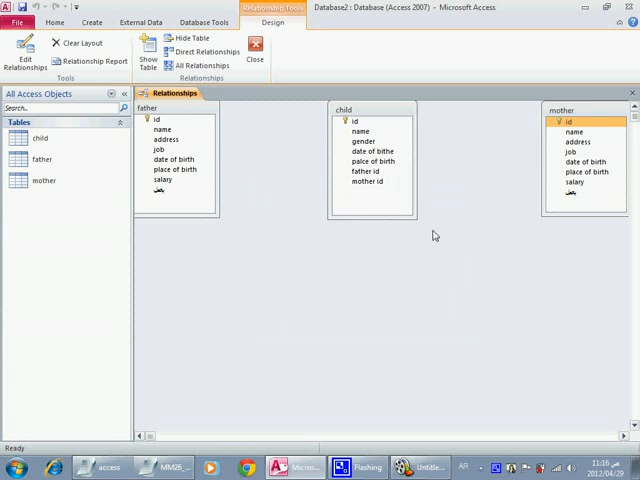 Relationship Tools
Database2 : Database (Access 2007) - Microsoft Access
File
Home
Create
External Data
Database Tools
Design
Edit
Relationships
Clear Layout
Relationship Report
Tools
Show
Table
Hide Table
Direct Relationships
All Relationships
Relationships
Close
All Access Objects
Search...
Tables
child
father
mother
Relationships
father
id
name
address
job
date of birth
place of birth
salary
child
id
name
gender
date of bithe
palce of birth
father id
mother id
mother
id
name
address
job
date of birth
place of birth
salary
Ready
access
MM26_
Micros...
Flashing
Untitle...
AR
11:16 ص
2012/04/29